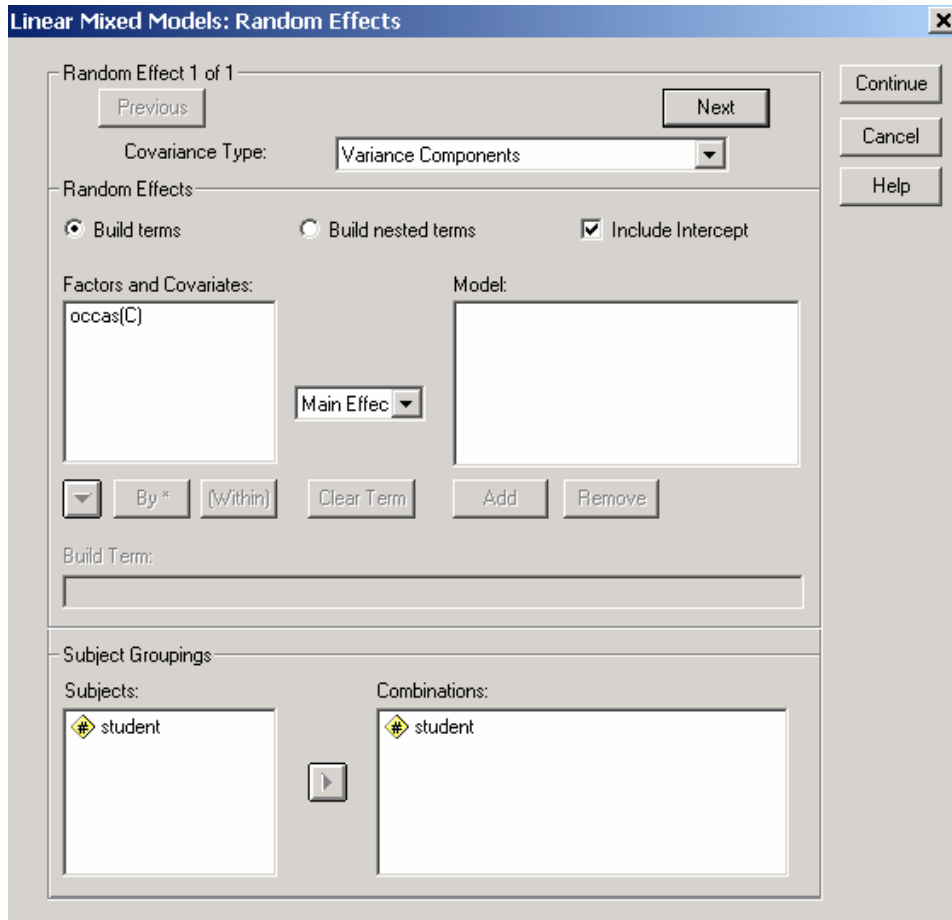 Linear Mixed Models: Random Effects
Random Effect 1 of 1
Previous
Next
Continue
Covariance Type:
Variance Components
Cancel
Random Effects
Help
Build terms
Build nested terms
Include Intercept
Factors and Covariates:
Model:
occas(C)
Main Effec
By *
(Within)
Clear Term
Add
Remove
Build Term:
Subject Groupings
Subjects:
Combinations:
# student
# student